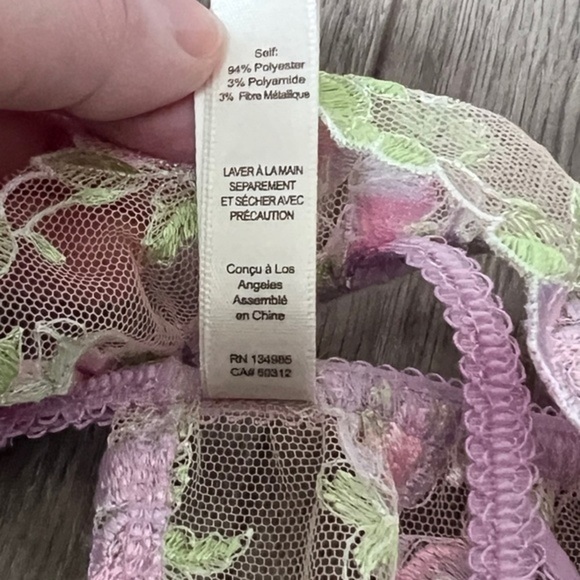 Self:
94% Polyester
3% Polyamide
3% Fibre Métallique
LAVER À LA MAIN
SEPAREMENT
ET SÉCHER AVEC
PRÉCAUTION
Conçu à Los
Angeles
Assemblé
en Chine
RN 134985
CA# 60312